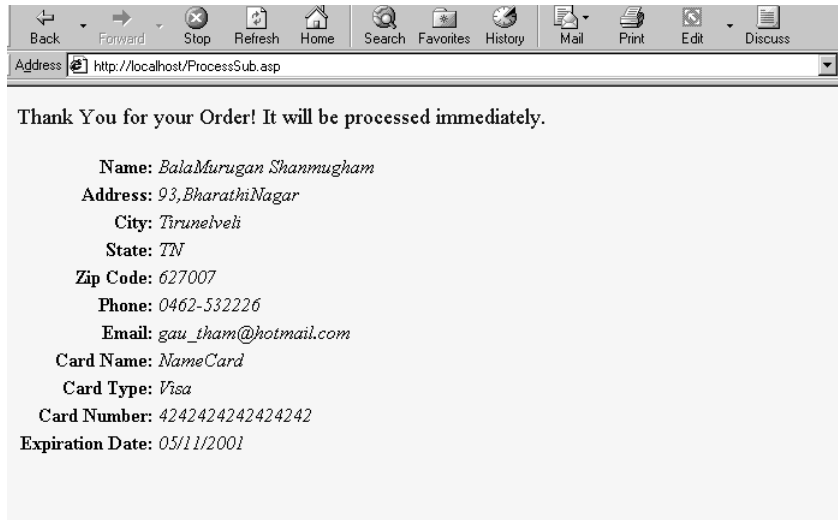 Back Forward Stop Refresh Home Search Favorites History Mail Print Edit Discuss
Address http://localhost/ProcessSub.asp
Thank You for your Order! It will be processed immediately.
Name: BalaMurugan Shanmugham
Address: 93,BharathiNagar
City: Tirunelveli
State: TN
Zip Code: 627007
Phone: 0462-532226
Email: gau_tham@hotmail.com
Card Name: NameCard
Card Type: Visa
Card Number: 4242424242424242
Expiration Date: 05/11/2001